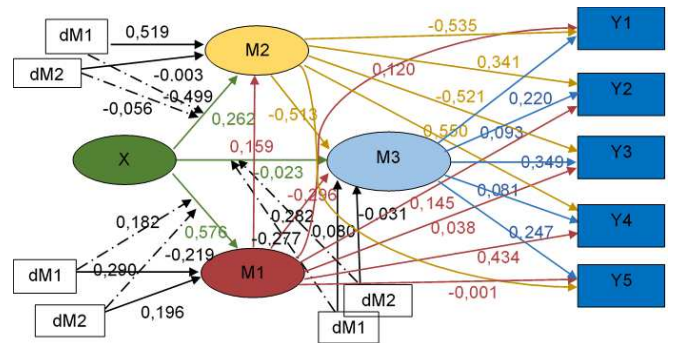 dM1
0,519
-0,535
Y1
M2
dM2
0,120
0,341
-0,003
-0,499
-0,056
0,262
-0,513
-0,521
0,220
Y2
0,550
0,093
0,159
X
M3
0,349
Y3
-0,023
-0,296
0,081
0,145
-0,031
0,182
0,282
0,080
0,576
-0,277
0,038
0,247
Y4
-0,219
dM1
0,290
M1
0,434
Y5
-0,001
dM2
0,196
dM2
dM1